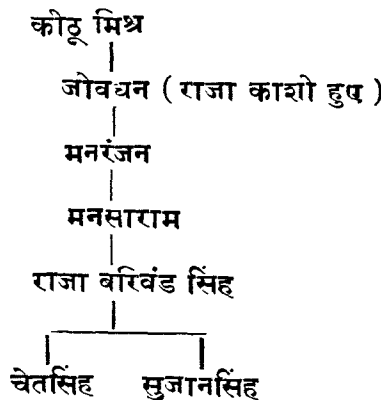 कीठू मिश्र
जीवधन ( राजा काशी हुए )
मनरंजन
मनसाराम
राजा बरिवंड सिंह
चेतसिंह सुजानसिंह